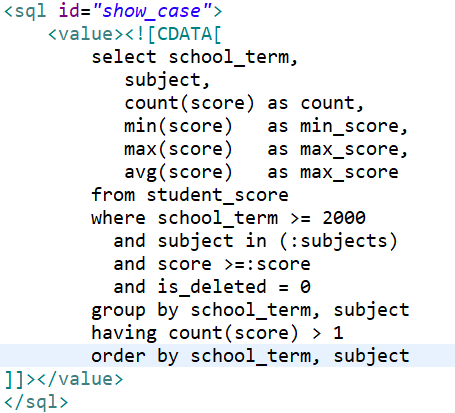 <sql id="show_case">
    <value><![CDATA[
        select school_term,
           subject,
           count(score) as count,
           min(score)   as min_score,
           max(score)   as max_score,
           avg(score)   as max_score
        from student_score
        where school_term >= 2000
          and subject in (:subjects)
          and score >=:score
          and is_deleted = 0
        group by school_term, subject
        having count(score) > 1
        order by school_term, subject
]]></value>
</sql>